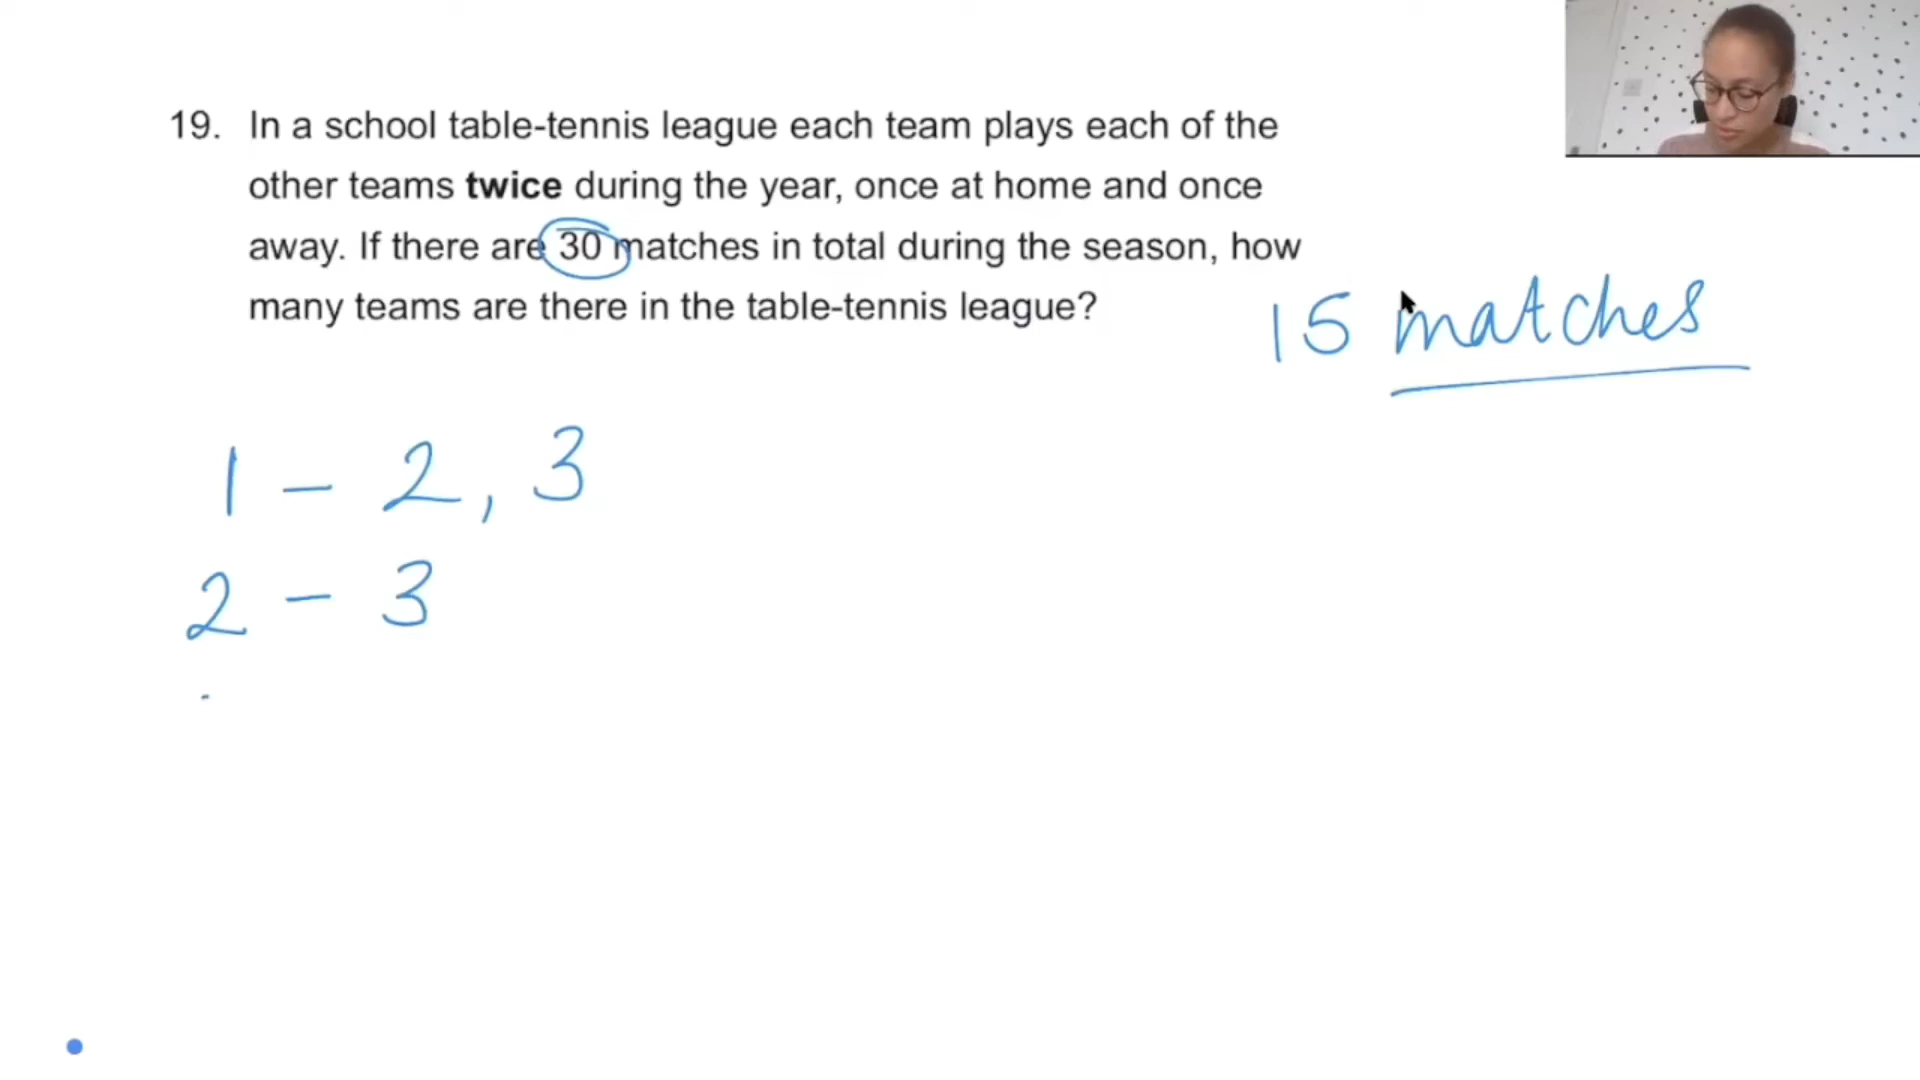 19. In a school table-tennis league each team plays each of the
other teams twice during the year, once at home and once
away. If there are 30 matches in total during the season, how
many teams are there in the table-tennis league?
15 matches
1 - 2, 3
2 - 3